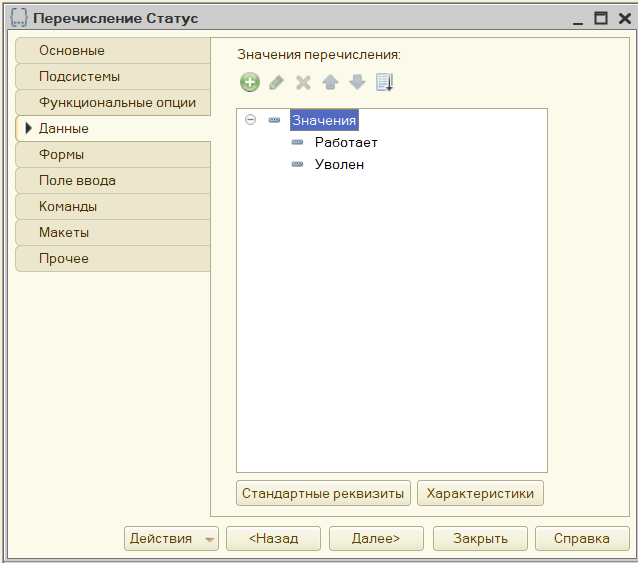 Перечисление Статус
Основные
Подсистемы
Функциональные опции
Данные
Формы
Поле ввода
Команды
Макеты
Прочее
Значения перечисления:
Значения
Работает
Уволен
Стандартные реквизиты
Характеристики
Действия
<Назад
Далее>
Закрыть
Справка